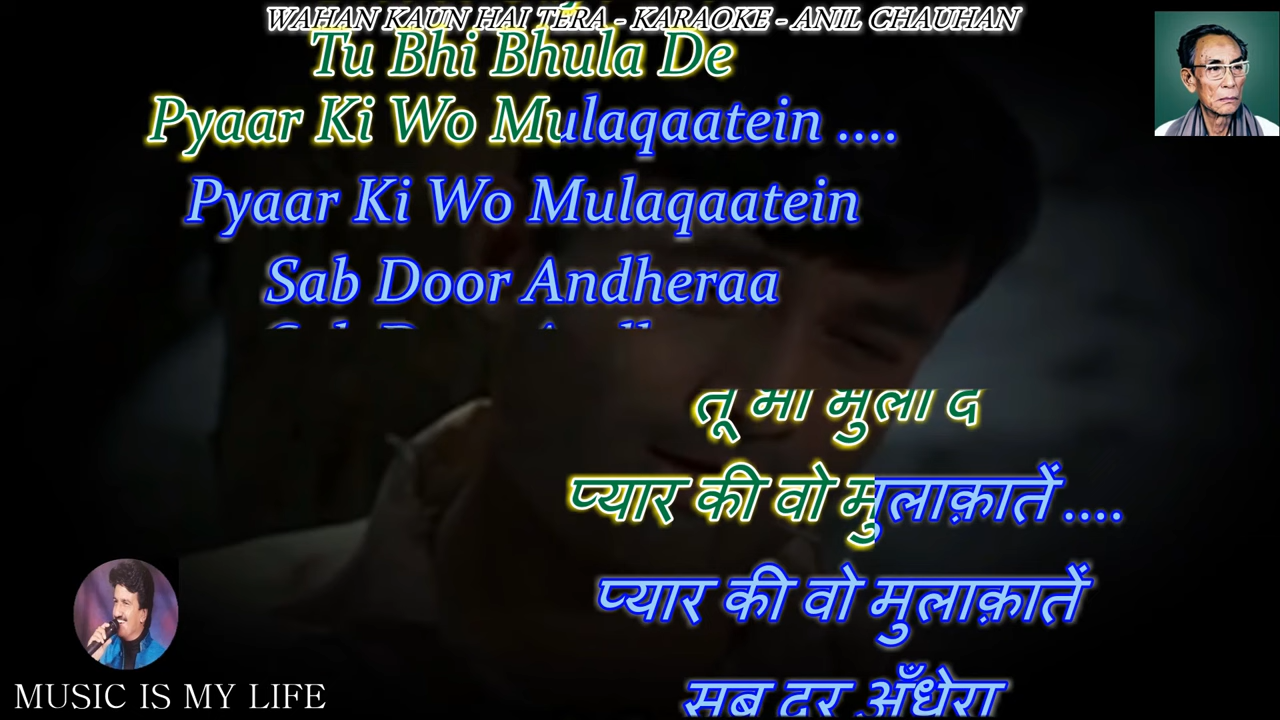 WAHAN KAUN HAI TERA - KARAOKE - ANIL CHAUHAN
Tu Bhi Bhula De
Pyaar Ki Wo Mulaqaatein ....
Pyaar Ki Wo Mulaqaatein
Sab Door Andheraa
प्यार की वो मुलाक़ातें ....
प्यार की वो मुलाक़ातें
सब दूर अँधेरा
MUSIC IS MY LIFE